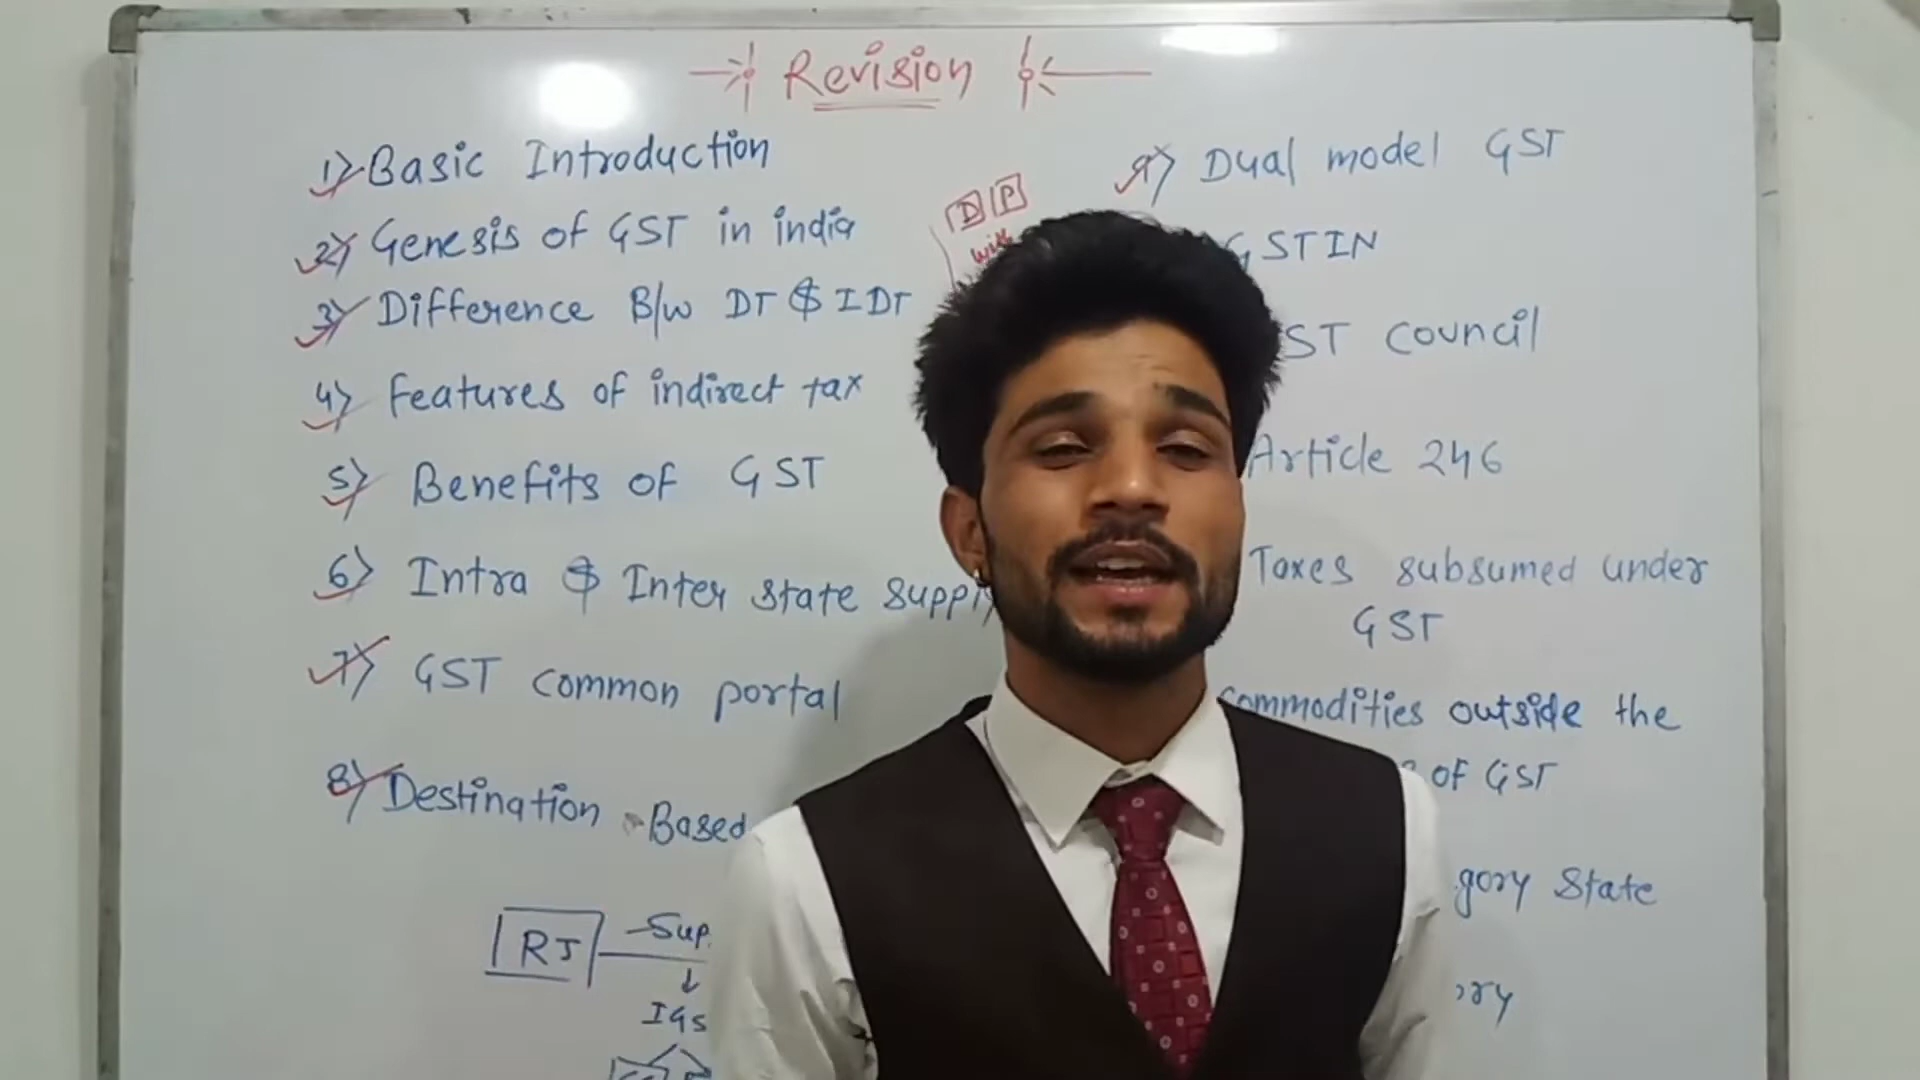 Revision
1) Basic Introduction
2) Genesis of GST in india
3) Difference B/w DT & IDT
4) Features of indirect tax
5) Benefits of GST
6) Intra & Inter state supply
7) GST common portal
8) Destination Based
RJ
Sup
IGS
D P
9) Dual model GST
GSTIN
ST council
Article 246
Taxes subsumed under
GST
commodities outside the
of GST
gory State
ory